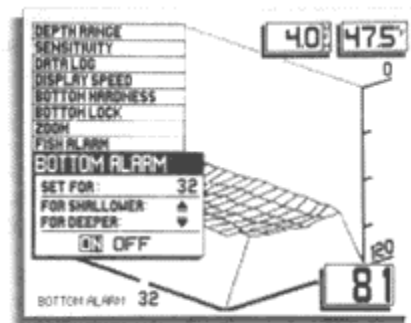 DEPTH RANGE
SENSITIVITY
DATA LOG
DISPLAY SPEED
BOTTOM HARDNESS
BOTTOM LOCK
ZOOM
FISH ALARM
BOTTOM ALARM
SET FOR: 32
FOR SHALLOWER:
FOR DEEPER:
ON OFF
BOTTOM ALARM 32
4.0
47.5°
0
120
81